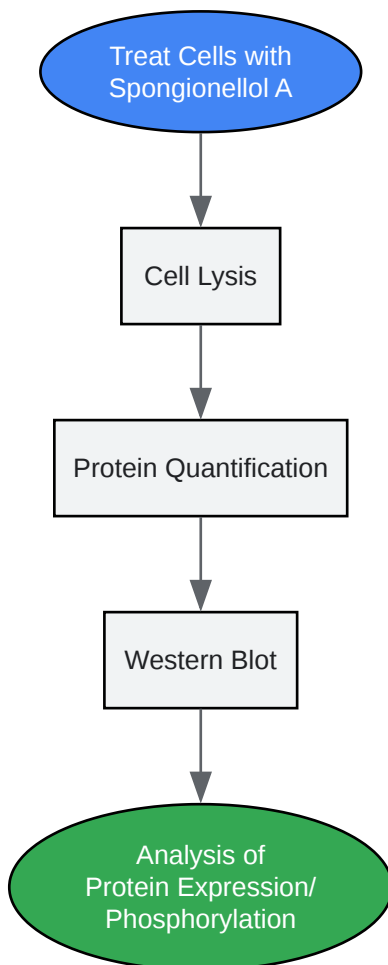 Treat Cells with
Spongionellol A
Cell Lysis
Protein Quantification
Western Blot
Analysis of
Protein Expression/
Phosphorylation